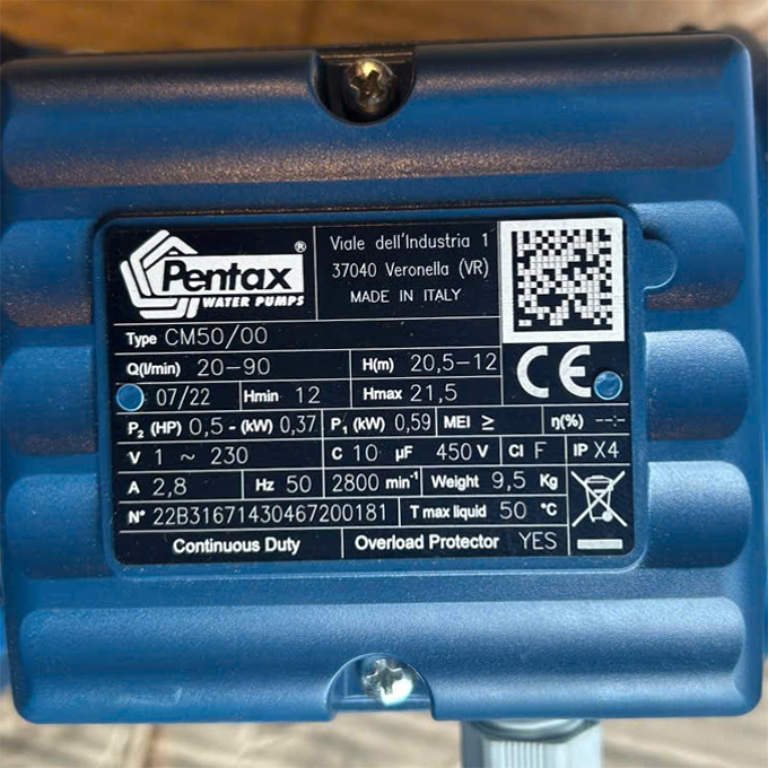 Pentax ®
WATER PUMPS
Viale dell'Industria 1
37040 Veronella (VR)
MADE IN ITALY
Type CM50/00
Q(l/min) 20-90 H(m) 20,5-12
07/22 Hmin 12 Hmax 21,5
P₂ (HP) 0,5 - (kW) 0,37 P₁ (kW) 0,59 MEI ≥ η(%) --.-
V 1 ~ 230 C 10 µF 450 V Cl F IP X4
A 2,8 Hz 50 2800 min⁻¹ Weight 9,5 Kg
N° 22B31671430467200181 T max liquid 50 °C
Continuous Duty Overload Protector YES
CE